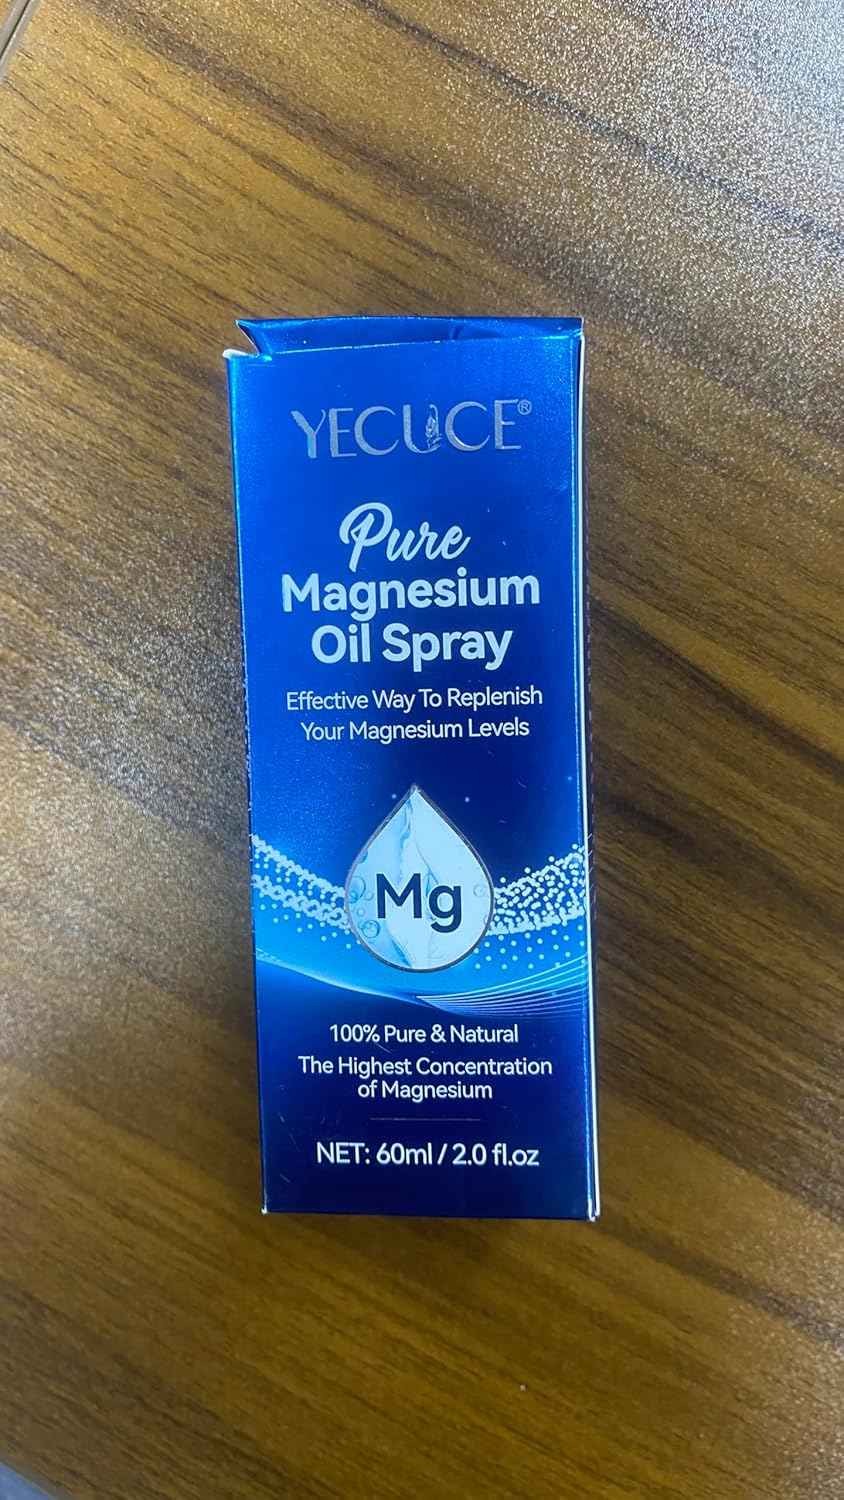 YECUCE®
Pure
Magnesium
Oil Spray
Effective Way To Replenish
Your Magnesium Levels
Mg
100% Pure & Natural
The Highest Concentration
of Magnesium
NET: 60ml / 2.0 fl.oz